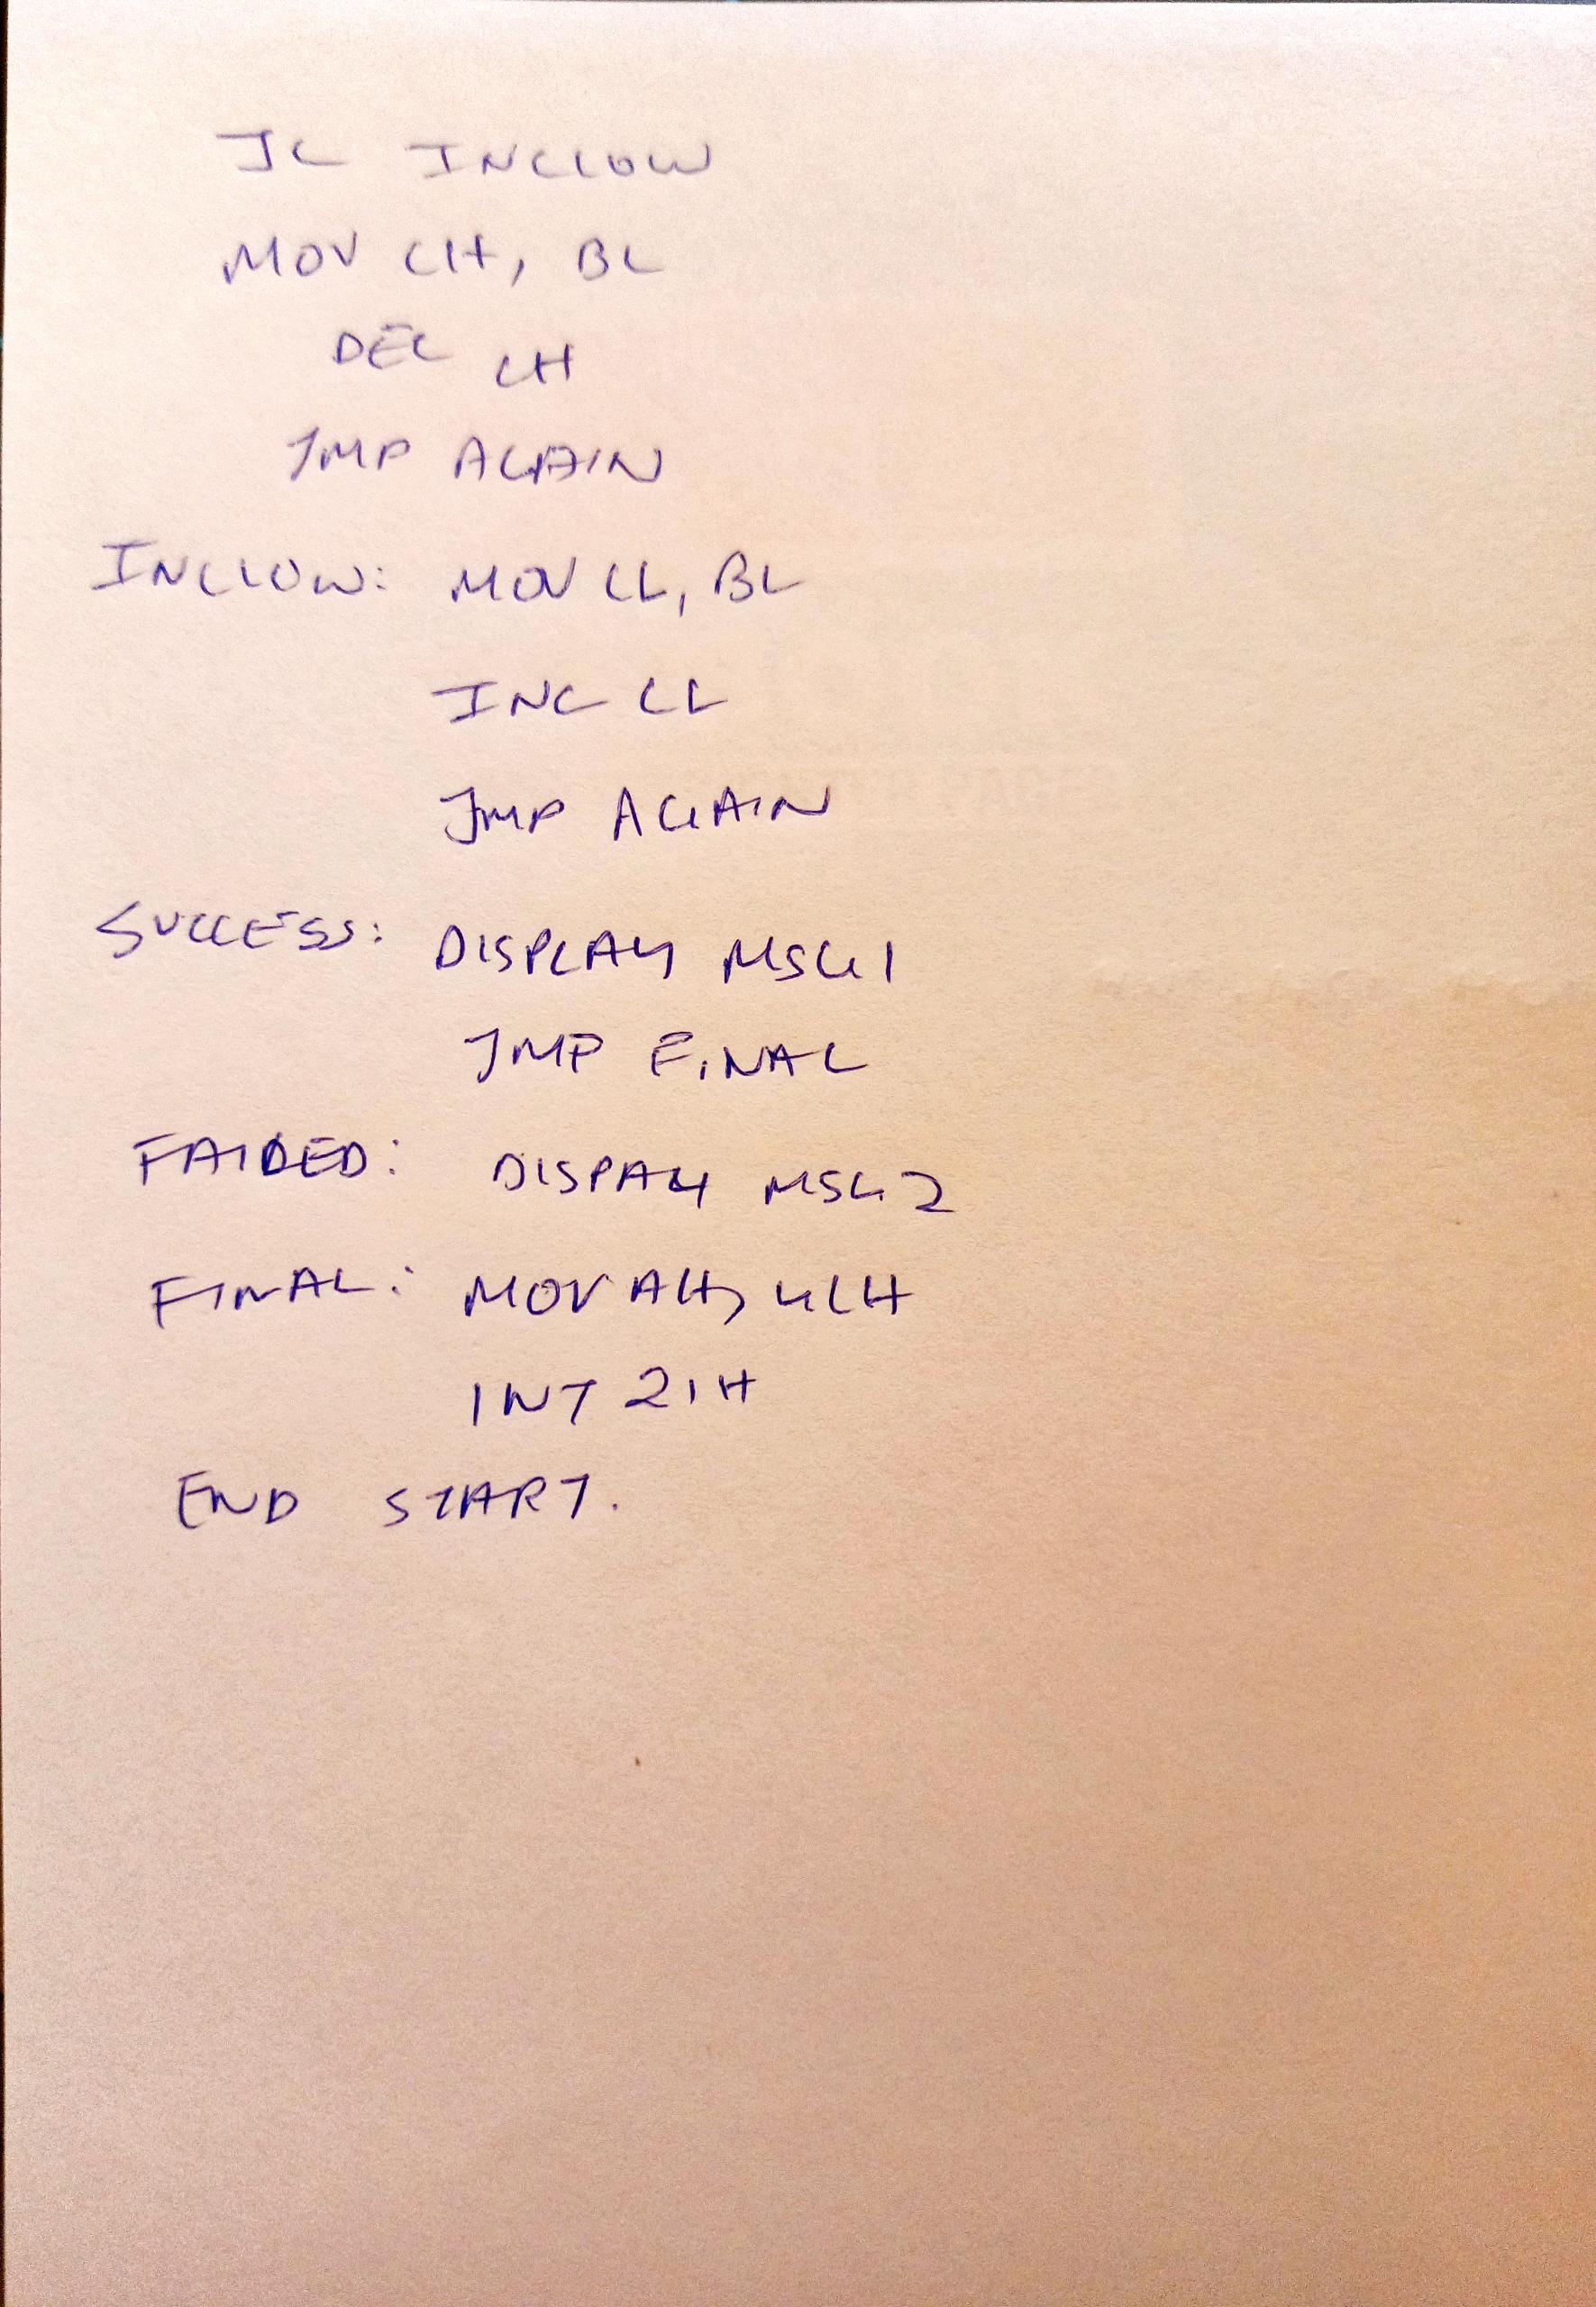 JC INCLOW
MOV CH, BL
DEC CH
JMP AGAIN
INCLOW: MOV CL, BL
INC CL
JMP AGAIN
SUCCESS: DISPLAY MSG1
JMP FINAL
FAIDED: DISPAY MSG2
FINAL: MOV AH, 4CH
INT 21H
END START.